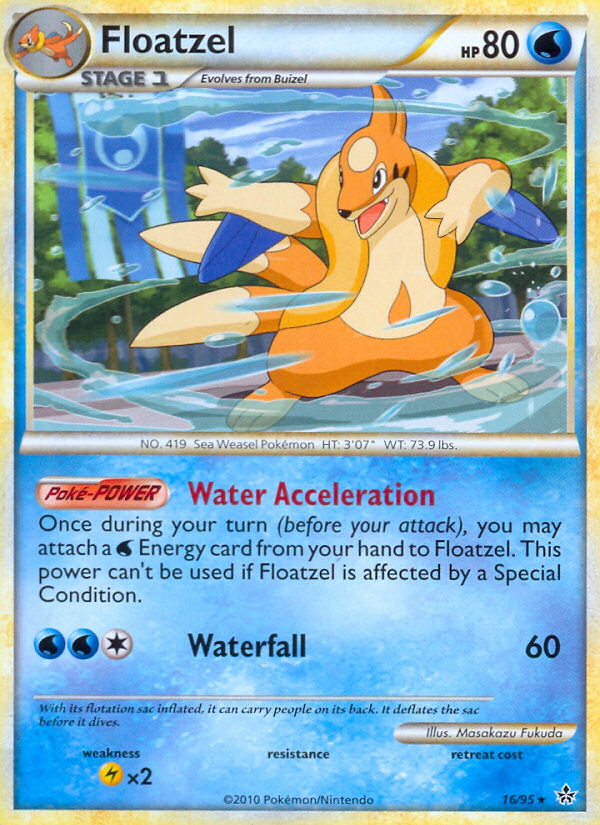 Floatzel
HP 80
STAGE 1
Evolves from Buizel
NO. 419 Sea Weasel Pokémon HT: 3'07" WT: 73.9 lbs.
Poké-POWER Water Acceleration
Once during your turn (before your attack), you may
attach a Energy card from your hand to Floatzel. This
power can't be used if Floatzel is affected by a Special
Condition.
Waterfall 60
With its flotation sac inflated, it can carry people on its back. It deflates the sac
before it dives.
Illus. Masakazu Fukuda
weakness resistance retreat cost
×2
©2010 Pokémon/Nintendo 16/95 ★